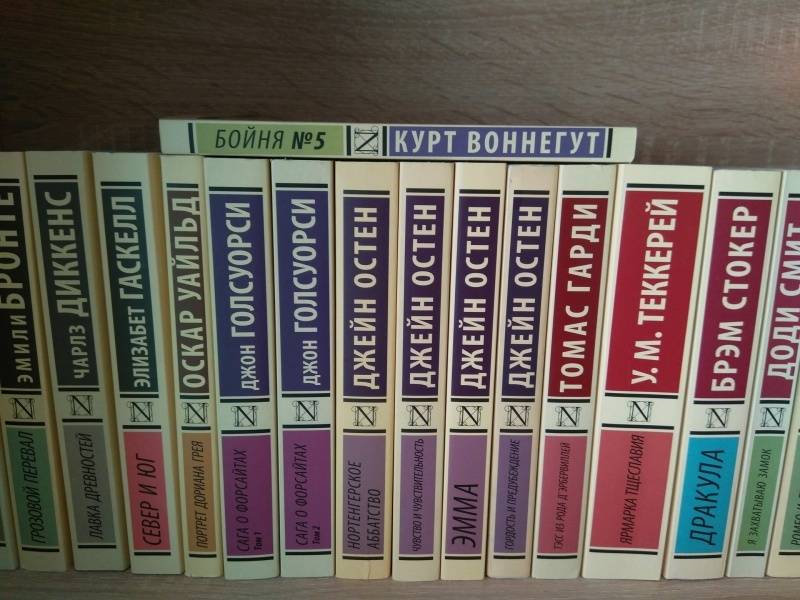 БОЙНЯ №5 КУРТ ВОННЕГУТ
ЭМИЛИ БРОНТЕ
ГРОЗОВОЙ ПЕРЕВАЛ
ЧАРЛЗ ДИККЕНС
ЛАВКА ДРЕВНОСТЕЙ
ЭЛИЗАБЕТ ГАСКЕЛЛ
СЕВЕР И ЮГ
ОСКАР УАЙЛЬД
ПОРТРЕТ ДОРИАНА ГРЕЯ
ДЖОН ГОЛСУОРСИ
САГА О ФОРСАЙТАХ
Том 1
ДЖОН ГОЛСУОРСИ
САГА О ФОРСАЙТАХ
Том 2
ДЖЕЙН ОСТЕН
НОРТЕНГЕРСКОЕ
АББАТСТВО
ДЖЕЙН ОСТЕН
ЧУВСТВО И ЧУВСТВИТЕЛЬНОСТЬ
ДЖЕЙН ОСТЕН
ЭММА
ДЖЕЙН ОСТЕН
ГОРДОСТЬ И ПРЕДУБЕЖДЕНИЕ
ТОМАС ГАРДИ
ТЭСС ИЗ РОДА Д'ЭРБЕРВИЛЛЕЙ
У. М. ТЕККЕРЕЙ
ЯРМАРКА ТЩЕСЛАВИЯ
БРЭМ СТОКЕР
ДРАКУЛА
ДОДИ СМИТ
Я ЗАХВАТЫВАЮ ЗАМОК